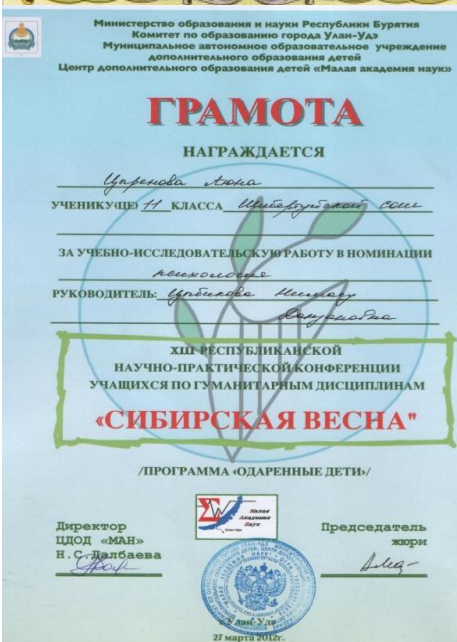 Министерство образования и науки Республики Бурятия
Комитет по образованию города Улан-Удэ
Муниципальное автономное образовательное учреждение
дополнительного образования детей
Центр дополнительного образования детей «Малая академия наук»
ГРАМОТА
НАГРАЖДАЕТСЯ
Цыренова Аюна
УЧЕНИК(ЦЕ) 11 КЛАССА сош
ЗА УЧЕБНО-ИССЛЕДОВАТЕЛЬСКУЮ РАБОТУ В НОМИНАЦИИ
психология
РУКОВОДИТЕЛЬ:
XIII РЕСПУБЛИКАНСКОЙ
НАУЧНО-ПРАКТИЧЕСКОЙ КОНФЕРЕНЦИИ
УЧАЩИХСЯ ПО ГУМАНИТАРНЫМ ДИСЦИПЛИНАМ
«СИБИРСКАЯ ВЕСНА"
/ПРОГРАММА «ОДАРЕННЫЕ ДЕТИ»/
Малая
Академия
Наук
Директор
ЦДОД «МАН»
Н.С.Далбаева
Председатель
жюри
г.Улан-Удэ
27 марта 2012г.